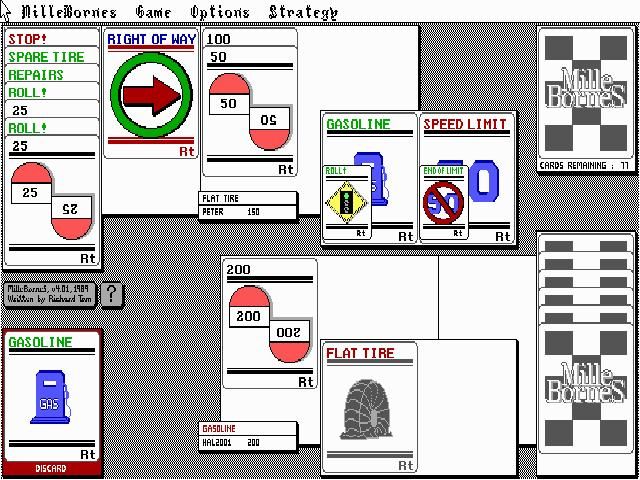 MilleBornes Game Options Strategy
STOP!
SPARE TIRE
REPAIRS
ROLL!
25
ROLL!
25
25
25
Rt
RIGHT OF WAY
Rt
100
50
50
50
Rt
FLAT TIRE
PETER 150
GASOLINE
ROLL!
Rt
Rt
SPEED LIMIT
50
END OF LIMIT
50
Rt
Rt
Mille
BorneS
CARDS REMAINING : 77
MilleBorneS, v4.01, 1989
Written by Richard Tom
?
200
200
200
Rt
GASOLINE
HAL2001 200
FLAT TIRE
Rt
GASOLINE
GAS
Rt
DISCARD
Mille
BorneS